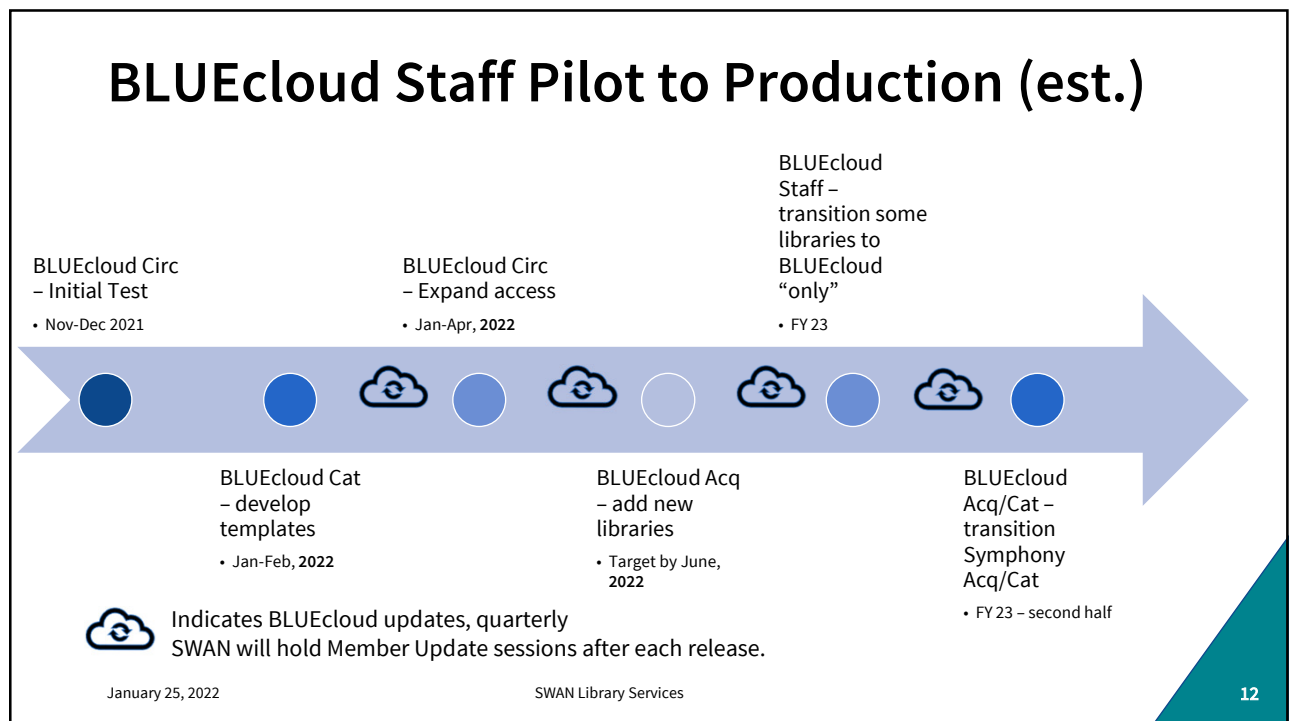 BLUEcloud Staff Pilot to Production (est.)
BLUEcloud Circ
– Initial Test
• Nov-Dec 2021
BLUEcloud Cat
– develop
templates
• Jan-Feb, 2022
BLUEcloud Circ
– Expand access
• Jan-Apr, 2022
BLUEcloud Acq
– add new
libraries
• Target by June,
2022
BLUEcloud
Staff –
transition some
libraries to
BLUEcloud
“only”
• FY 23
BLUEcloud
Acq/Cat –
transition
Symphony
Acq/Cat
• FY 23 – second half
Indicates BLUEcloud updates, quarterly
SWAN will hold Member Update sessions after each release.
January 25, 2022
SWAN Library Services
12